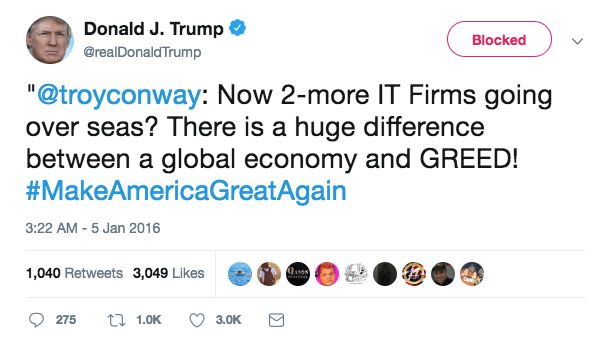 Donald J. Trump
@realDonaldTrump
Blocked
"@troyconway: Now 2-more IT Firms going
over seas? There is a huge difference
between a global economy and GREED!
#MakeAmericaGreatAgain
3:22 AM - 5 Jan 2016
1,040 Retweets 3,049 Likes
275 1.0K 3.0K